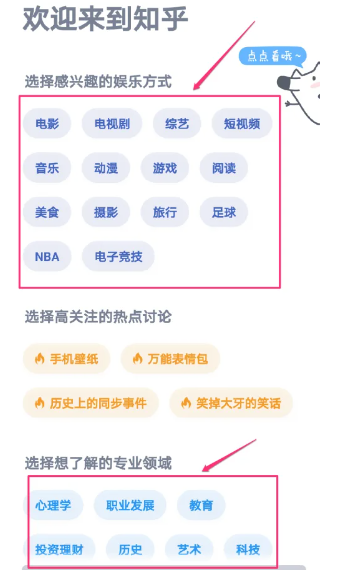 欢迎来到知乎
点点看哦~
选择感兴趣的娱乐方式
电影 电视剧 综艺 短视频
音乐 动漫 游戏 阅读
美食 摄影 旅行 足球
NBA 电子竞技
选择高关注的热点讨论
手机壁纸 万能表情包
历史上的同步事件 笑掉大牙的笑话
选择想了解的专业领域
心理学 职业发展 教育
投资理财 历史 艺术 科技